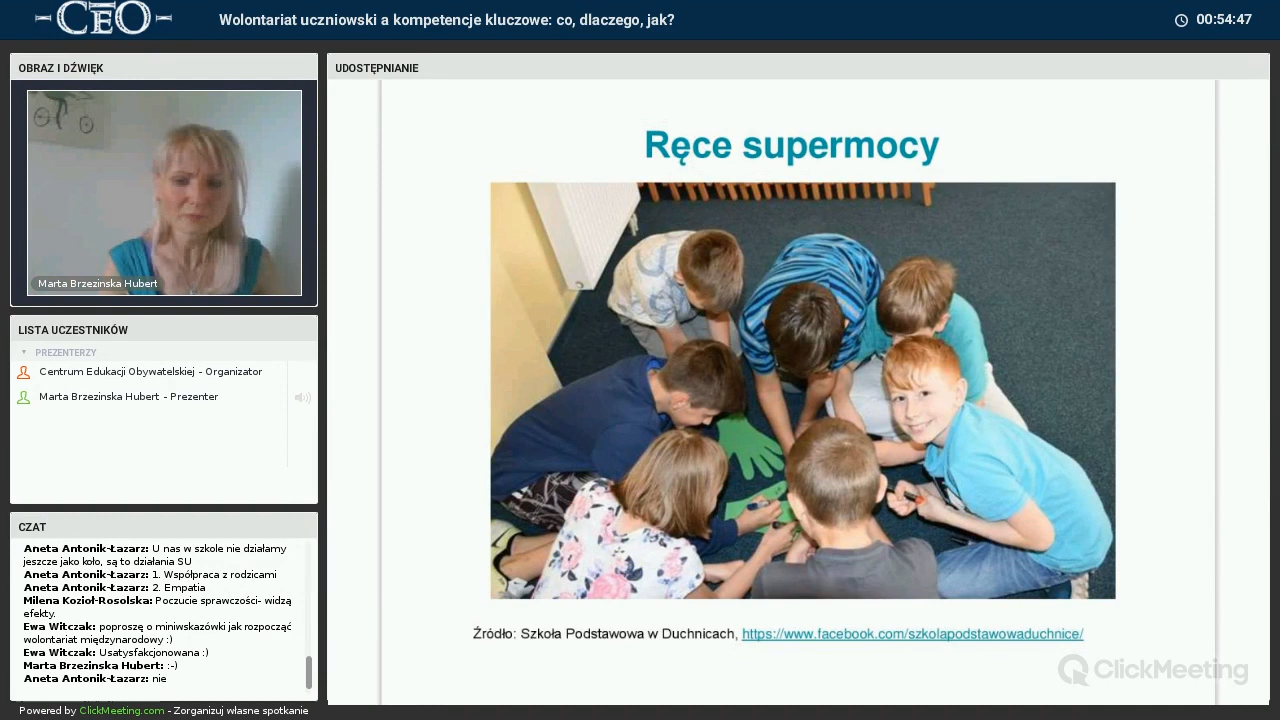 CEO
Wolontariat uczniowski a kompetencje kluczowe: co, dlaczego, jak?
00:54:47
OBRAZ I DŹWIĘK
Marta Brzezinska Hubert
LISTA UCZESTNIKÓW
PREZENTERZY
Centrum Edukacji Obywatelskiej - Organizator
Marta Brzezinska Hubert - Prezenter
CZAT
Aneta Antonik-Łazarz: U nas w szkole nie działamy
jeszcze jako koło, są to działania SU
Aneta Antonik-Łazarz: 1. Współpraca z rodzicami
Aneta Antonik-Łazarz: 2. Empatia
Milena Kozioł-Rosolska: Poczucie sprawczości- widzą
efekty.
Ewa Witczak: poproszę o miniwskazówki jak rozpocząć
wolontariat międzynarodowy :)
Ewa Witczak: Usatysfakcjonowana :)
Marta Brzezinska Hubert: :-)
Aneta Antonik-Łazarz: nie
Powered by ClickMeeting.com - Zorganizuj własne spotkanie
UDOSTĘPNIANIE
Ręce supermocy
Źródło: Szkoła Podstawowa w Duchnicach, https://www.facebook.com/szkolapodstawowaduchnice/
ClickMeeting